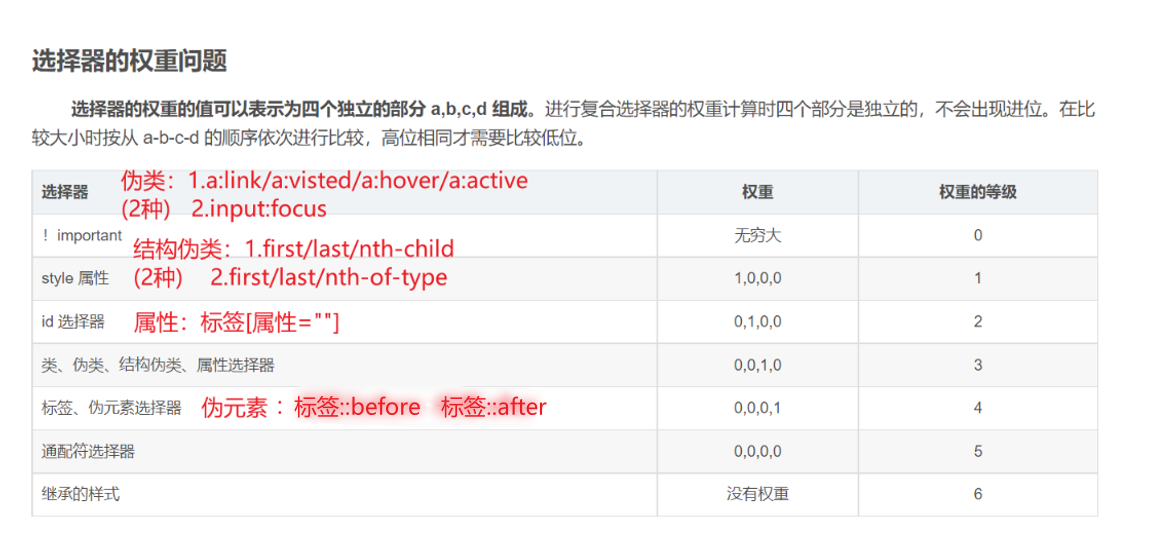 选择器的权重问题
选择器的权重的值可以表示为四个独立的部分 a,b,c,d 组成。进行复合选择器的权重计算时四个部分是独立的，不会出现进位。在比
较大小时按从 a-b-c-d 的顺序依次进行比较，高位相同才需要比较低位。
选择器 伪类：1.a:link/a:visted/a:hover/a:active 权重 权重的等级
(2种) 2.input:focus
！important 无穷大 0
结构伪类：1.first/last/nth-child
style 属性 (2种) 2.first/last/nth-of-type 1,0,0,0 1
id 选择器 属性：标签[属性=""] 0,1,0,0 2
类、伪类、结构伪类、属性选择器 0,0,1,0 3
标签、伪元素选择器 伪元素：标签::before 标签::after 0,0,0,1 4
通配符选择器 0,0,0,0 5
继承的样式 没有权重 6